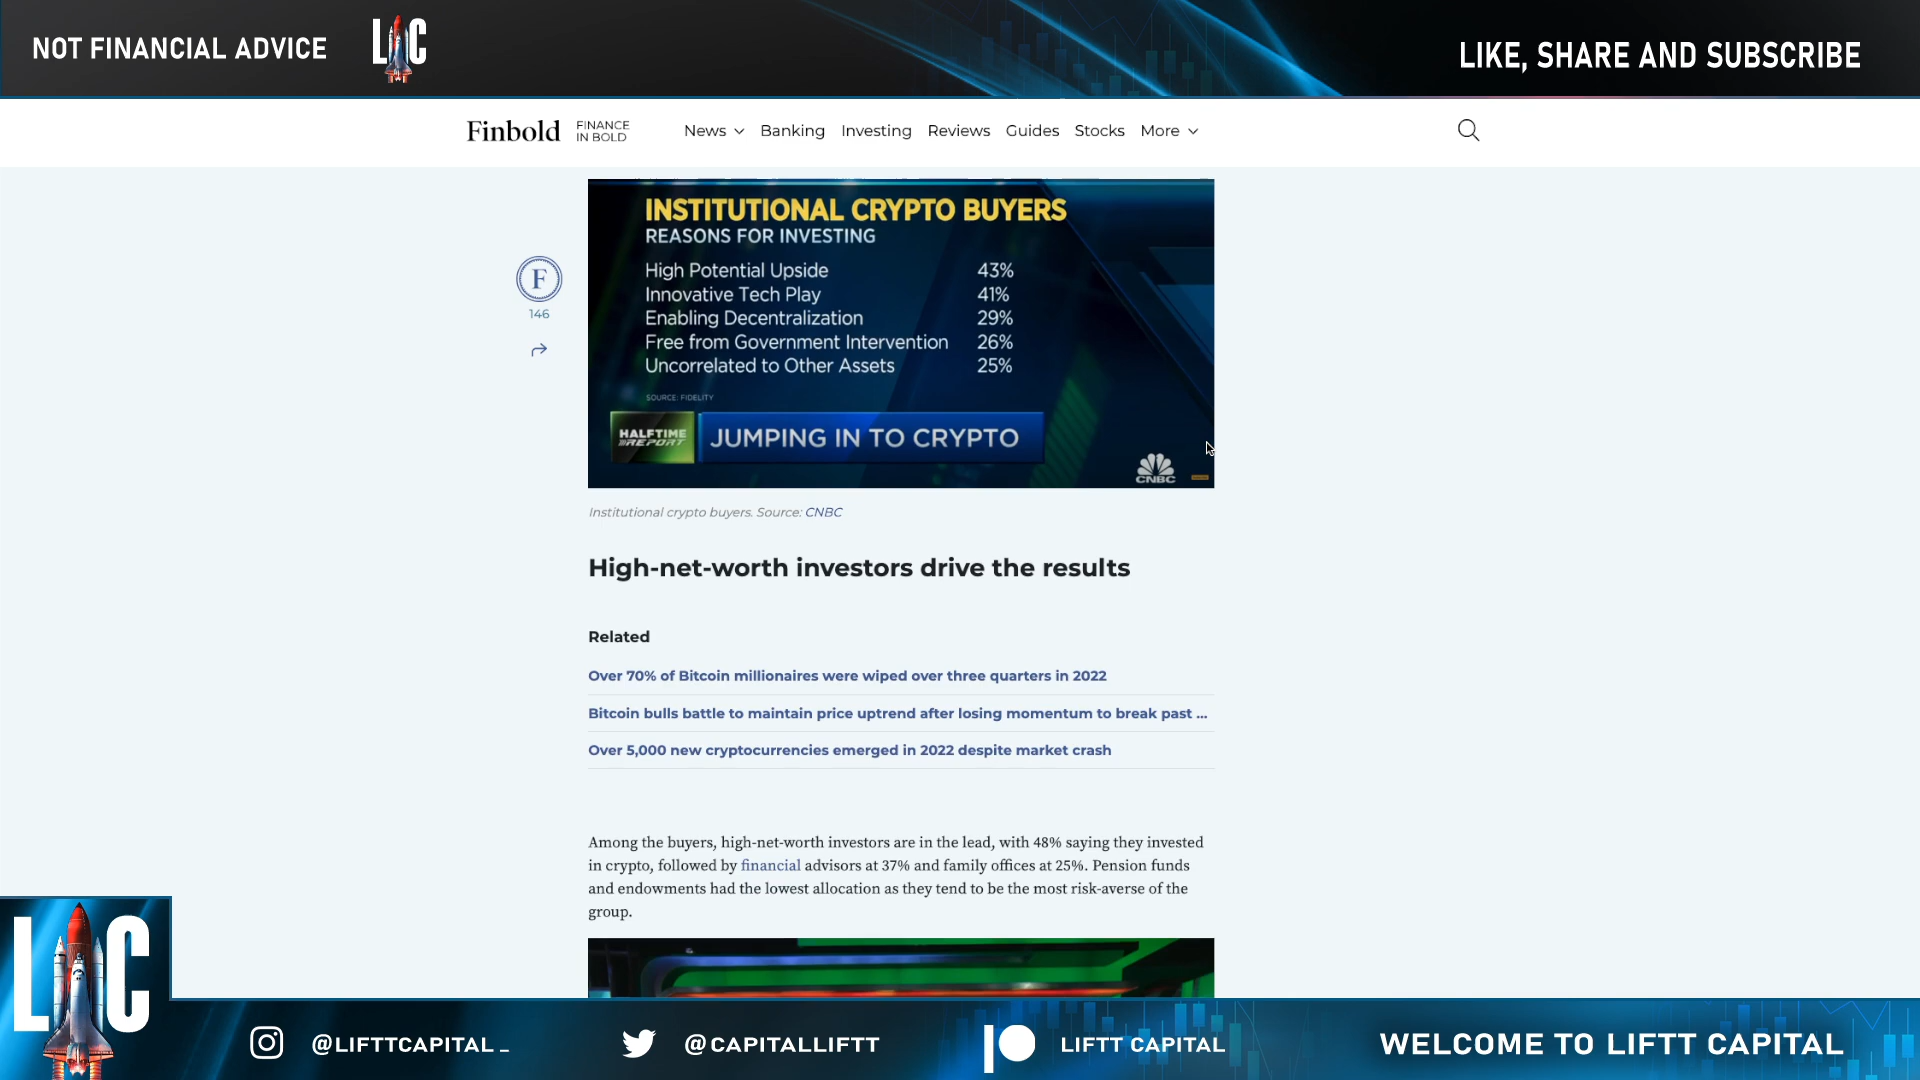 NOT FINANCIAL ADVICE
LC
LIKE, SHARE AND SUBSCRIBE
Finbold
FINANCE
IN BOLD
News Banking Investing Reviews Guides Stocks More
INSTITUTIONAL CRYPTO BUYERS
REASONS FOR INVESTING
High Potential Upside 43%
Innovative Tech Play 41%
Enabling Decentralization 29%
Free from Government Intervention 26%
Uncorrelated to Other Assets 25%
SOURCE: FIDELITY
HALFTIME
REPORT
JUMPING IN TO CRYPTO
CNBC
F
146
Institutional crypto buyers. Source: CNBC
High-net-worth investors drive the results
Related
Over 70% of Bitcoin millionaires were wiped over three quarters in 2022
Bitcoin bulls battle to maintain price uptrend after losing momentum to break past ...
Over 5,000 new cryptocurrencies emerged in 2022 despite market crash
Among the buyers, high-net-worth investors are in the lead, with 48% saying they invested
in crypto, followed by financial advisors at 37% and family offices at 25%. Pension funds
and endowments had the lowest allocation as they tend to be the most risk-averse of the
group.
LC
@LIFTTCAPITAL_
@CAPITALLIFTT
LIFTT CAPITAL
WELCOME TO LIFTT CAPITAL